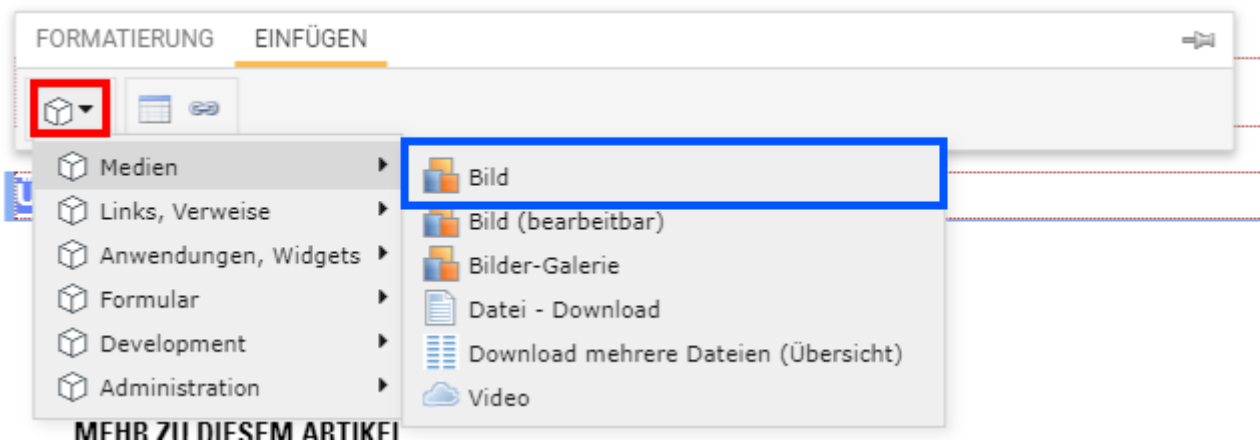 FORMATIERUNG EINFÜGEN
Medien
Links, Verweise
Anwendungen, Widgets
Formular
Development
Administration
Bild
Bild (bearbeitbar)
Bilder-Galerie
Datei - Download
Download mehrere Dateien (Übersicht)
Video
MEHR ZU DIESEM ARTIKEL